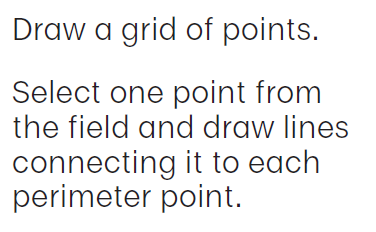 Draw a grid of points.
Select one point from
the field and draw lines
connecting it to each
perimeter point.